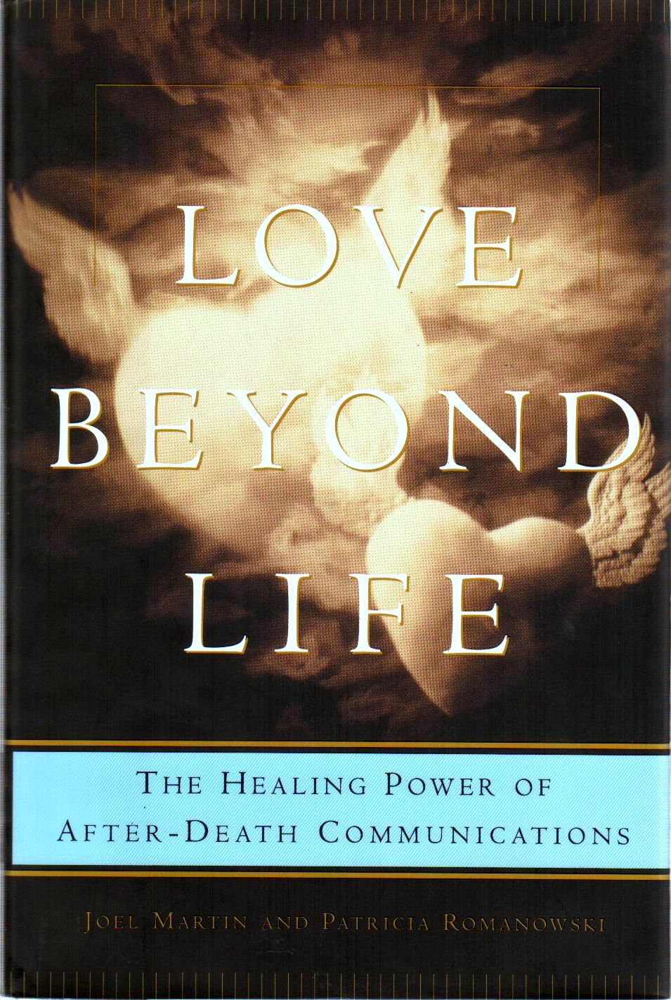 LOVE
BEYOND
LIFE
THE HEALING POWER OF
AFTER-DEATH COMMUNICATIONS
JOEL MARTIN AND PATRICIA ROMANOWSKI